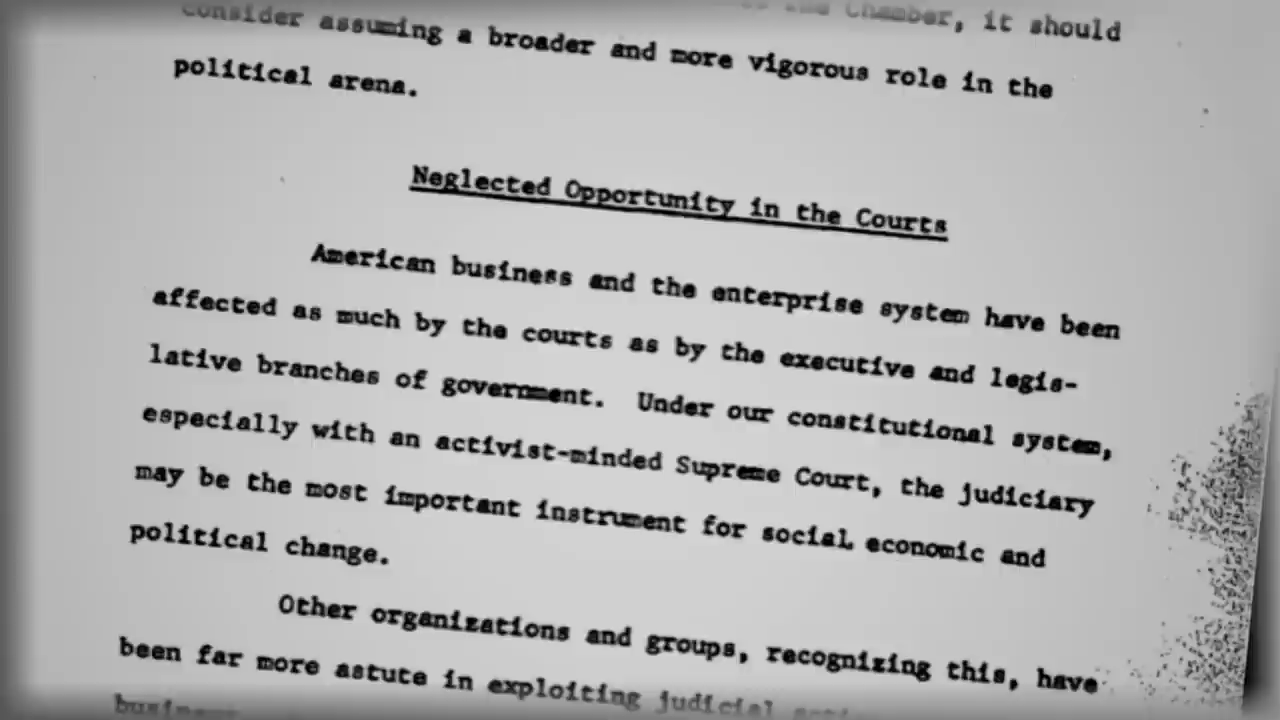 the Chamber, it should
consider assuming a broader and more vigorous role in the
political arena.
Neglected Opportunity in the Courts
American business and the enterprise system have been
affected as much by the courts as by the executive and legis-
lative branches of government. Under our constitutional system,
especially with an activist-minded Supreme Court, the judiciary
may be the most important instrument for social, economic and
political change.
Other organizations and groups, recognizing this, have
been far more astute in exploiting judicial